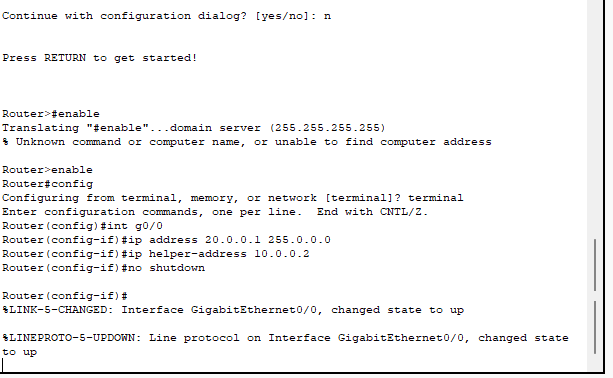 Continue with configuration dialog? [yes/no]: n
Press RETURN to get started!
Router>#enable
Translating "#enable"...domain server (255.255.255.255)
% Unknown command or computer name, or unable to find computer address
Router>enable
Router#config
Configuring from terminal, memory, or network [terminal]? terminal
Enter configuration commands, one per line.  End with CNTL/Z.
Router(config)#int g0/0
Router(config-if)#ip address 20.0.0.1 255.0.0.0
Router(config-if)#ip helper-address 10.0.0.2
Router(config-if)#no shutdown
Router(config-if)#
%LINK-5-CHANGED: Interface GigabitEthernet0/0, changed state to up
%LINEPROTO-5-UPDOWN: Line protocol on Interface GigabitEthernet0/0, changed state
to up